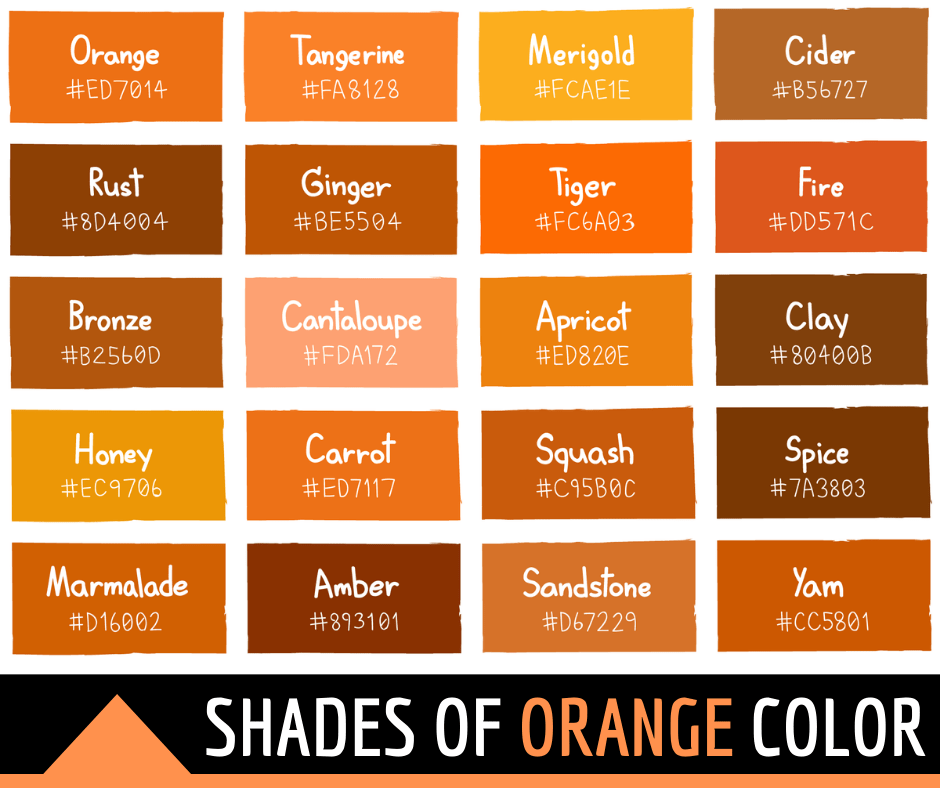 Orange
#ED7014
Tangerine
#FA8128
Merigold
#FCAE1E
Cider
#B56727
Rust
#8D4004
Ginger
#BE5504
Tiger
#FC6A03
Fire
#DD571C
Bronze
#B2560D
Cantaloupe
#FDA172
Apricot
#ED820E
Clay
#80400B
Honey
#EC9706
Carrot
#ED7117
Squash
#C95B0C
Spice
#7A3803
Marmalade
#D16002
Amber
#893101
Sandstone
#D67229
Yam
#CC5801
SHADES OF ORANGE COLOR